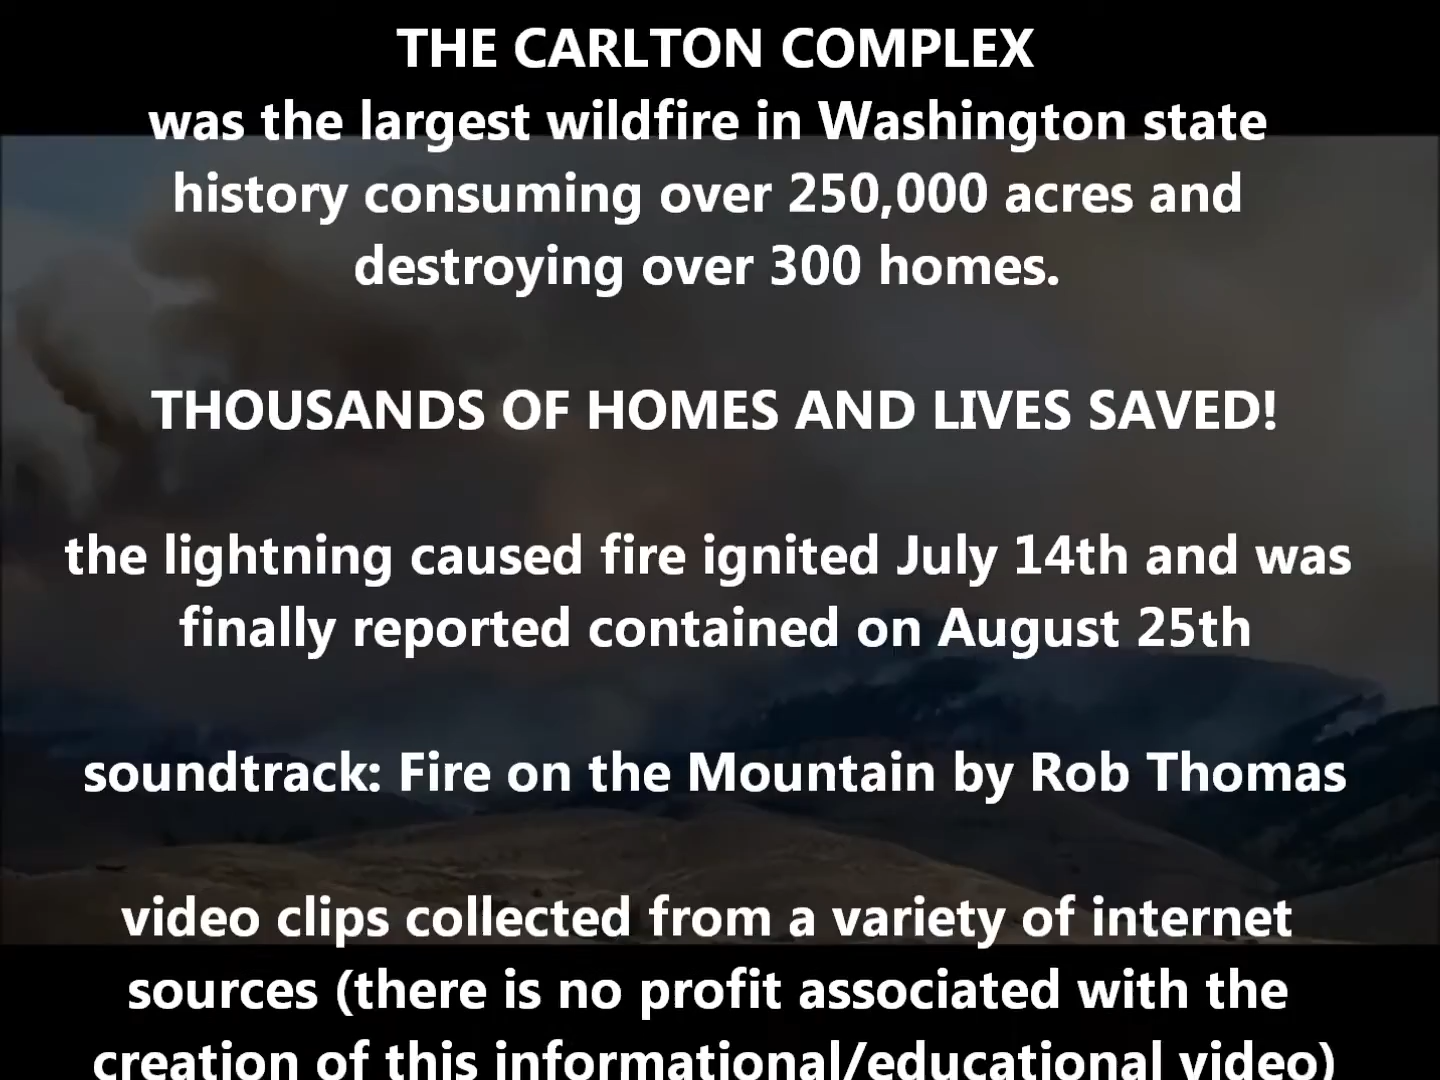 THE CARLTON COMPLEX
was the largest wildfire in Washington state
history consuming over 250,000 acres and
destroying over 300 homes.
THOUSANDS OF HOMES AND LIVES SAVED!
the lightning caused fire ignited July 14th and was
finally reported contained on August 25th
soundtrack: Fire on the Mountain by Rob Thomas
video clips collected from a variety of internet
sources (there is no profit associated with the
creation of this informational/educational video)